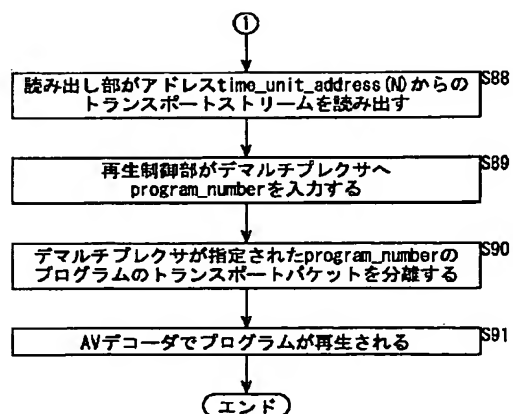 ①
読み出し部がアドレスtime_unit_address(N)からの
トランスポートストリームを読み出す
S88
再生制御部がデマルチプレクサへ
program_numberを入力する
S89
デマルチプレクサが指定されたprogram_numberの
プログラムのトランスポートパケットを分離する
S90
AVデコーダでプログラムが再生される
S91
エンド